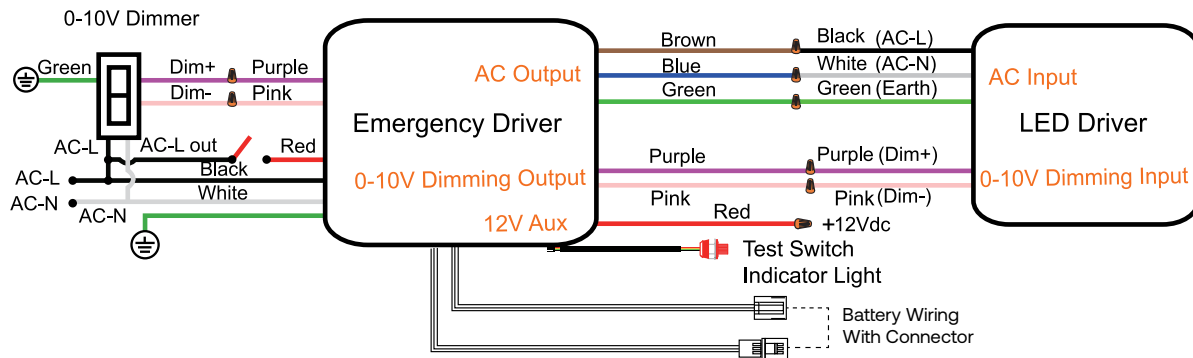 0-10V Dimmer
Green
Dim+
Purple
Dim-
Pink
AC-L
AC-L out
Red
AC-L
Black
AC-N
AC-N
White
Emergency Driver
AC Output
0-10V Dimming Output
12V Aux
Brown
Black (AC-L)
Blue
White (AC-N)
Green
Green (Earth)
Purple
Purple (Dim+)
Pink
Pink (Dim-)
Red
+12Vdc
AC Input
LED Driver
0-10V Dimming Input
Test Switch
Indicator Light
Battery Wiring
With Connector